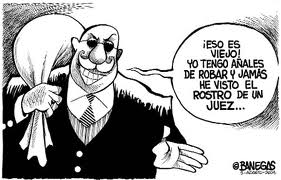 ¡ESO ES
VIEJO!
YO TENGO AÑALES
DE ROBAR Y JAMÁS
HE VISTO EL
ROSTRO DE UN
JUEZ...
@BANEGAS